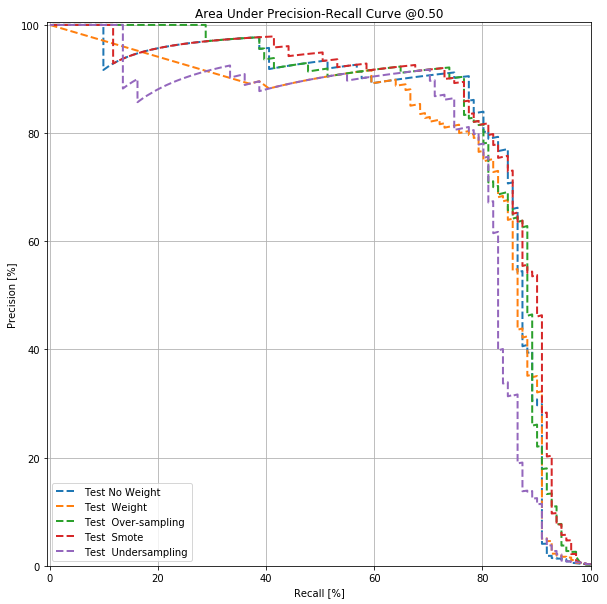 Area Under Precision-Recall Curve @0.50
Precision [%]
100
80
60
40
20
0
Test No Weight
Test  Weight
Test  Over-sampling
Test  Smote
Test  Undersampling
0 20 40 60 80 100
Recall [%]